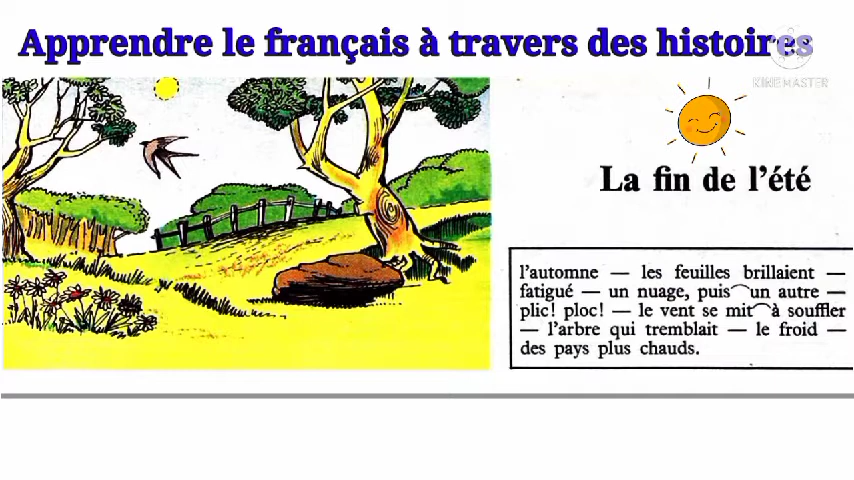 Apprendre le français à travers des histoires
KINEMASTER
La fin de l'été
l'automne — les feuilles brillaient —
fatigué — un nuage, puis‿un autre —
plic! ploc! — le vent se mit‿à souffler
— l'arbre qui tremblait — le froid —
des pays plus chauds.